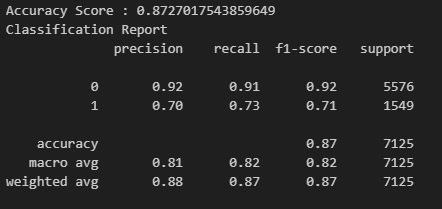 Accuracy Score : 0.8727017543859649
Classification Report
precision recall f1-score support
0 0.92 0.91 0.92 5576
1 0.70 0.73 0.71 1549
accuracy 0.87 7125
macro avg 0.81 0.82 0.82 7125
weighted avg 0.88 0.87 0.87 7125